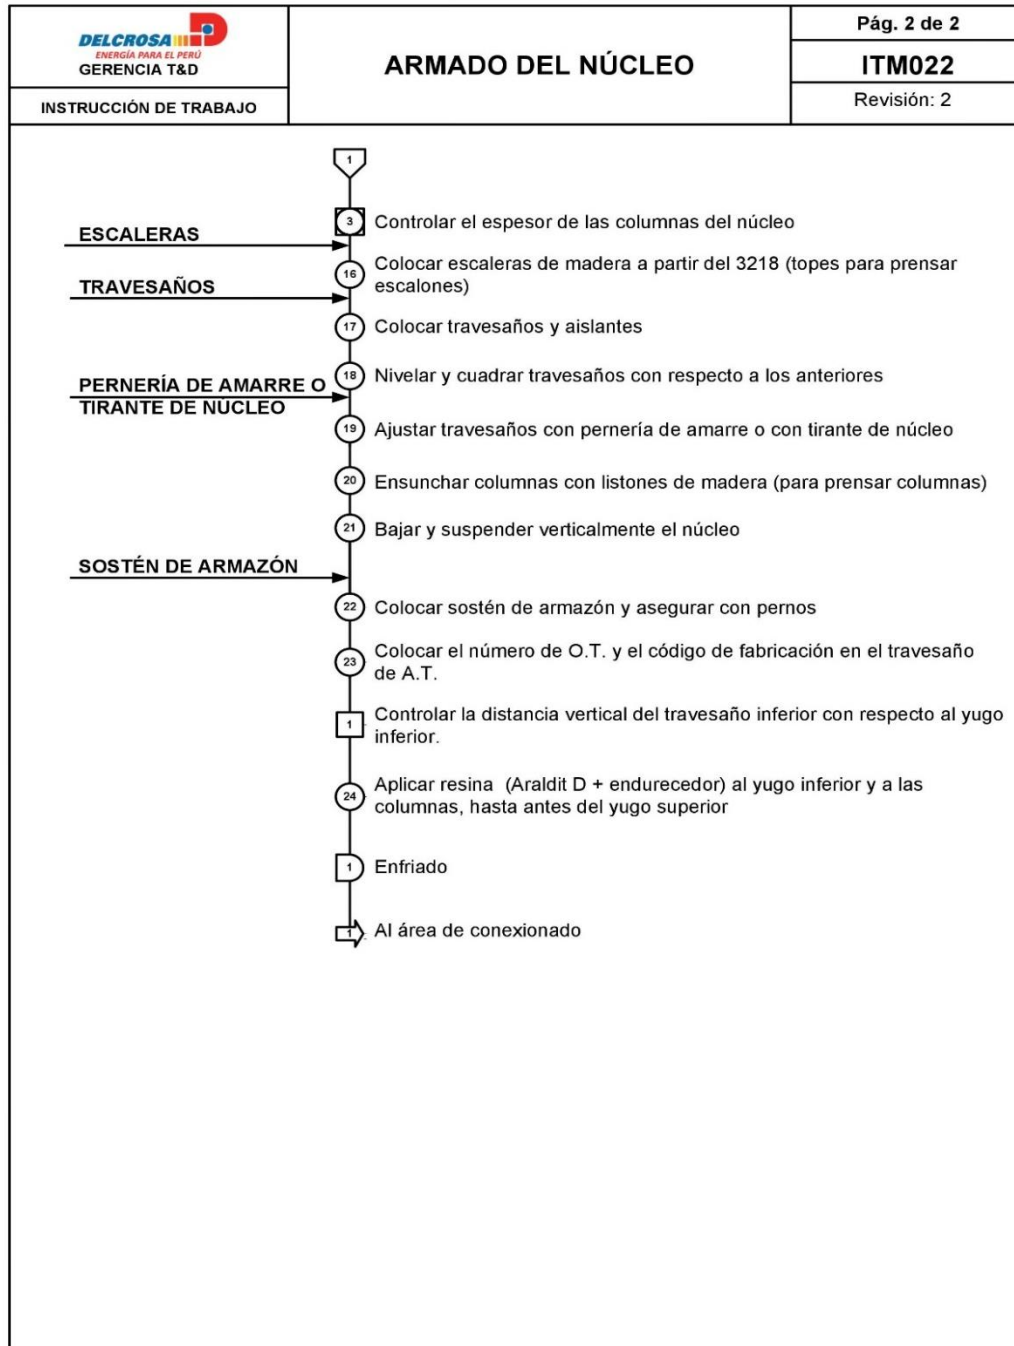 DELCROSA
ENERGÍA PARA EL PERÚ
GERENCIA T&D
INSTRUCCIÓN DE TRABAJO
ARMADO DEL NÚCLEO
Pág. 2 de 2
ITM022
Revisión: 2
1
3 Controlar el espesor de las columnas del núcleo
ESCALERAS
16 Colocar escaleras de madera a partir del 3218 (topes para prensar
escalones)
TRAVESAÑOS
17 Colocar travesaños y aislantes
18 Nivelar y cuadrar travesaños con respecto a los anteriores
PERNERÍA DE AMARRE O
TIRANTE DE NÚCLEO
19 Ajustar travesaños con pernería de amarre o con tirante de núcleo
20 Ensunchar columnas con listones de madera (para prensar columnas)
21 Bajar y suspender verticalmente el núcleo
SOSTÉN DE ARMAZÓN
22 Colocar sostén de armazón y asegurar con pernos
23 Colocar el número de O.T. y el código de fabricación en el travesaño
de A.T.
1 Controlar la distancia vertical del travesaño inferior con respecto al yugo
inferior.
24 Aplicar resina (Araldit D + endurecedor) al yugo inferior y a las
columnas, hasta antes del yugo superior
1 Enfriado
1 Al área de conexionado